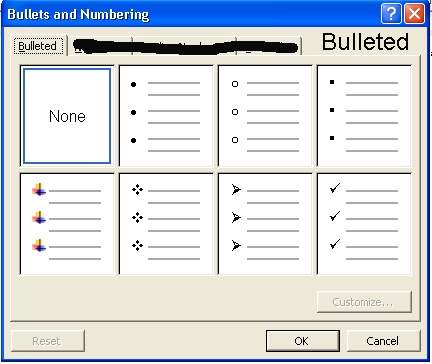 Bullets and Numbering
Bulleted
Bulleted
None
Customize...
Reset
OK
Cancel